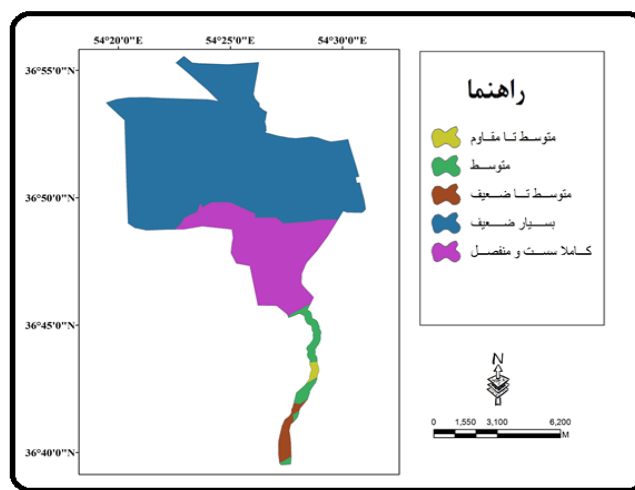 54°20'0"E 54°25'0"E 54°30'0"E
36°55'0"N
36°50'0"N
36°45'0"N
36°40'0"N
راهنما
متوسط تا مقاوم
متوسط
متوسط تا ضعیف
بسیار ضعیف
کاملا سست و منفصل
N
0 1,550 3,100 6,200
M